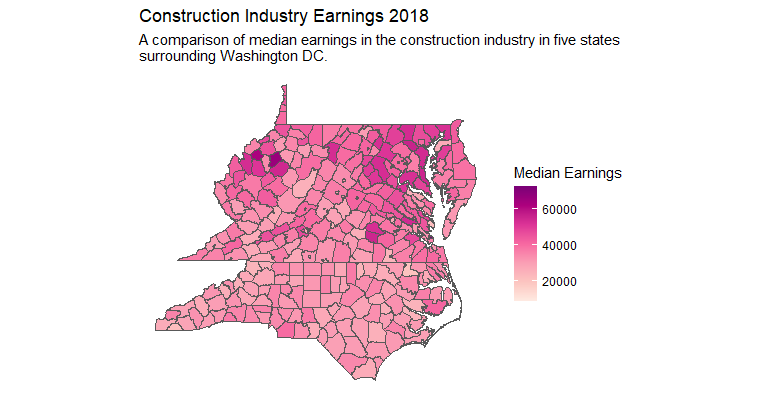 Construction Industry Earnings 2018
A comparison of median earnings in the construction industry in five states
surrounding Washington DC.
Median Earnings
60000
40000
20000